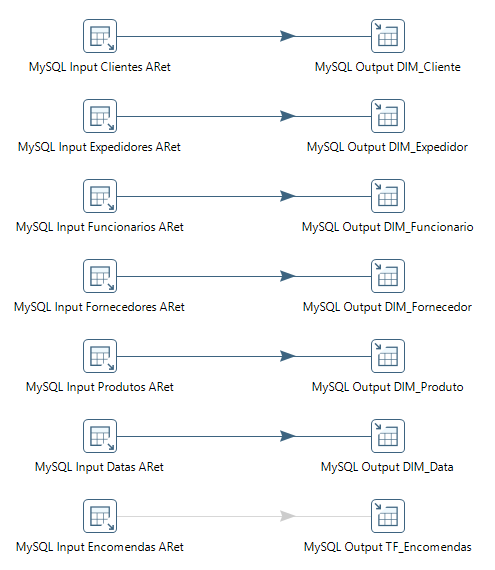 MySQL Input Clientes ARet
MySQL Output DIM_Cliente
MySQL Input Expedidores ARet
MySQL Output DIM_Expedidor
MySQL Input Funcionarios ARet
MySQL Output DIM_Funcionario
MySQL Input Fornecedores ARet
MySQL Output DIM_Fornecedor
MySQL Input Produtos ARet
MySQL Output DIM_Produto
MySQL Input Datas ARet
MySQL Output DIM_Data
MySQL Input Encomendas ARet
MySQL Output TF_Encomendas